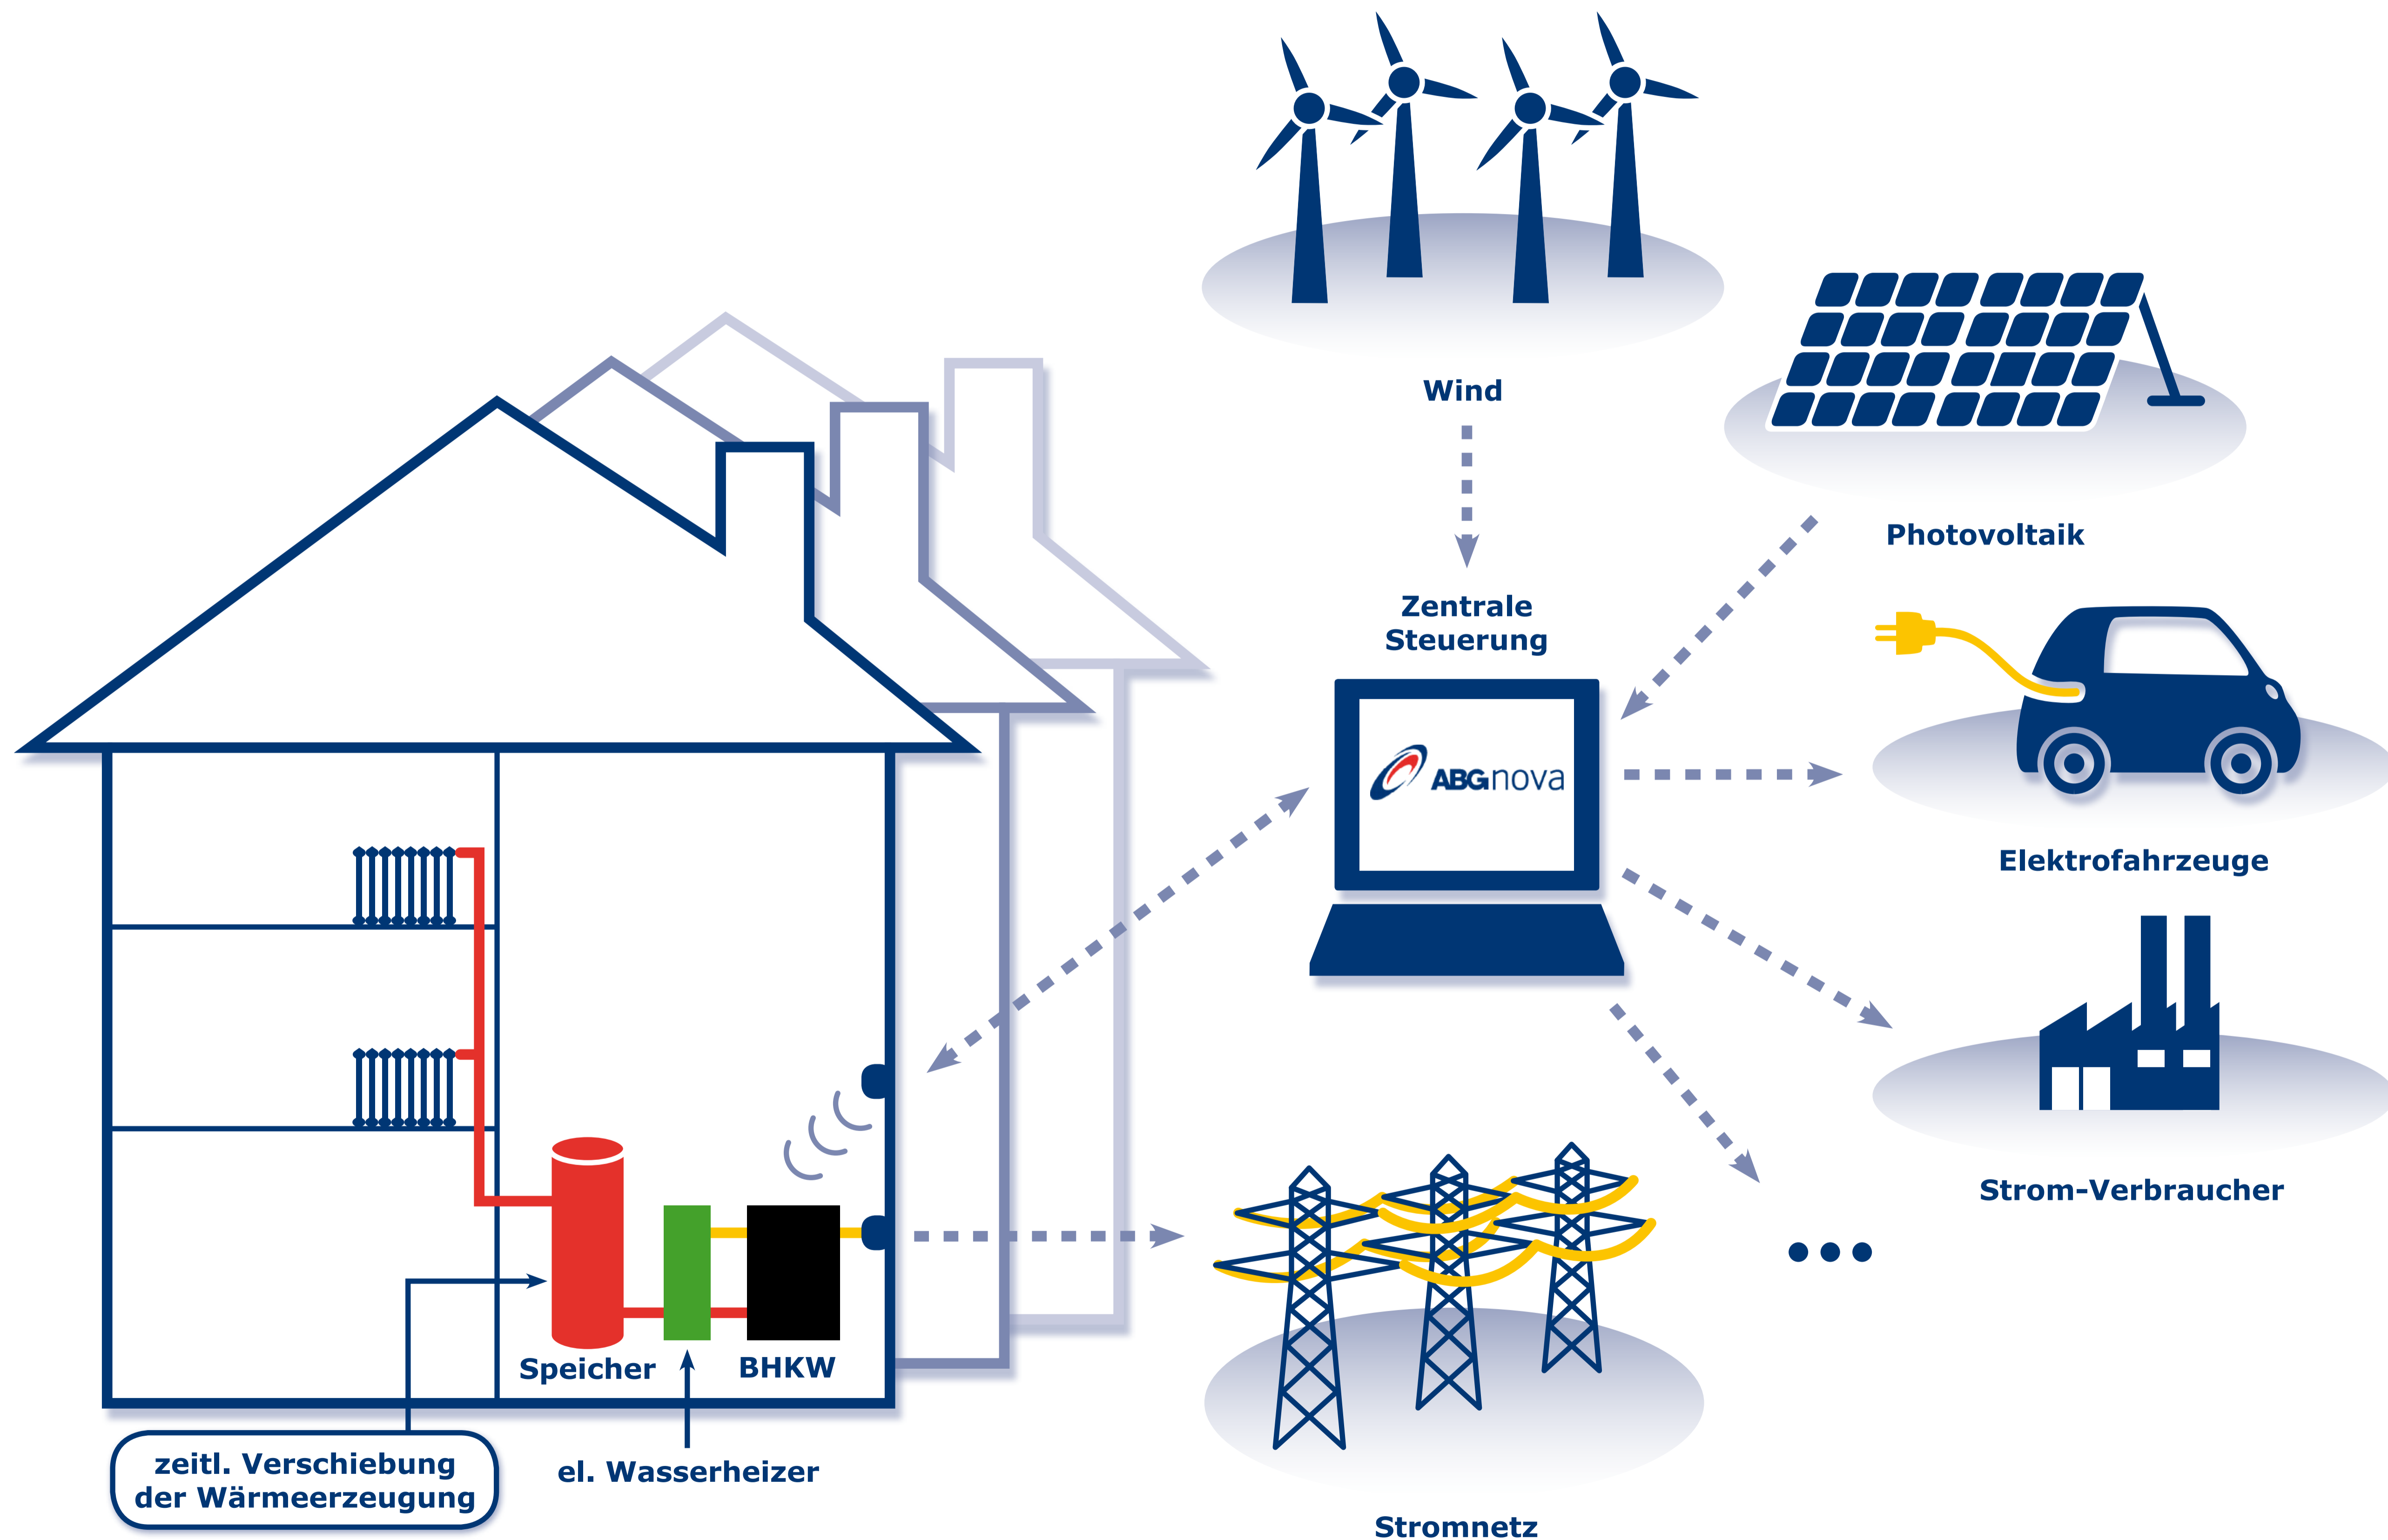 Wind
Photovoltaik
Zentrale
Steuerung
ABGnova
Elektrofahrzeuge
Strom-Verbraucher
Speicher
BHKW
zeitl. Verschiebung
der Wärmeerzeugung
el. Wasserheizer
Stromnetz